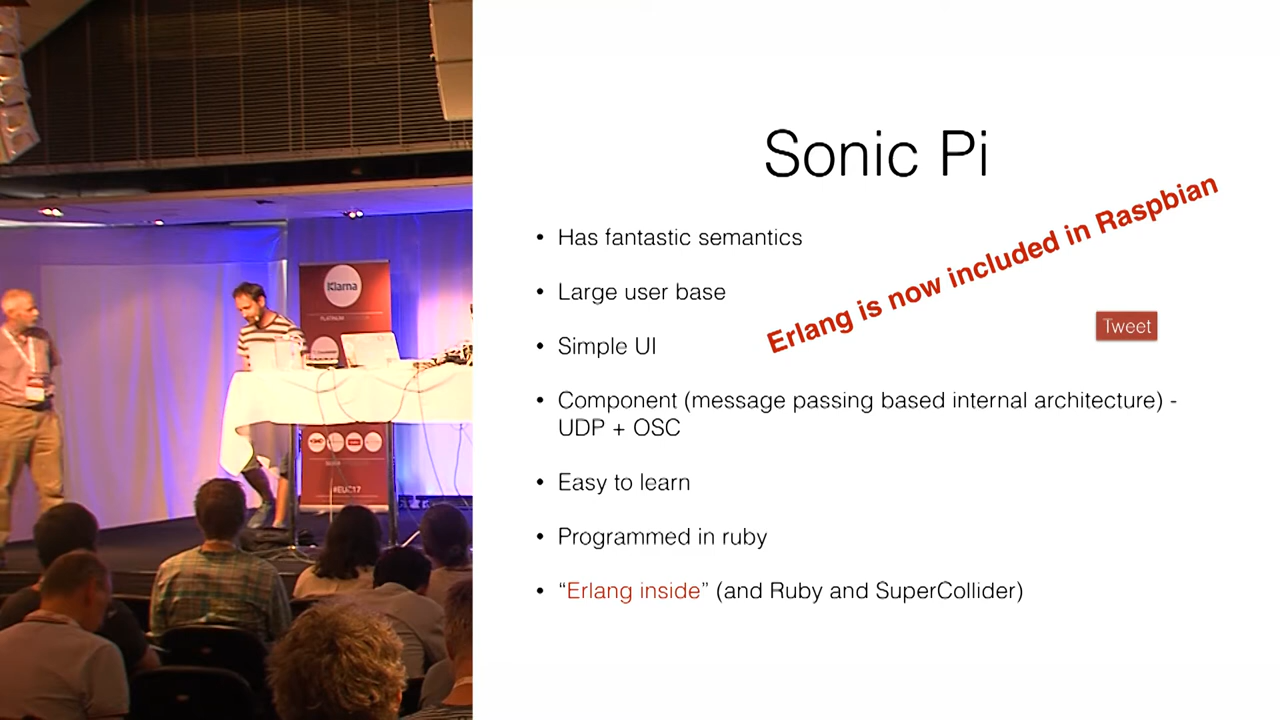 Klarna
PLATINUM
#EUC17
Sonic Pi
Erlang is now included in Raspbian
• Has fantastic semantics
• Large user base
Tweet
• Simple UI
• Component (message passing based internal architecture) -
UDP + OSC
• Easy to learn
• Programmed in ruby
• “Erlang inside” (and Ruby and SuperCollider)